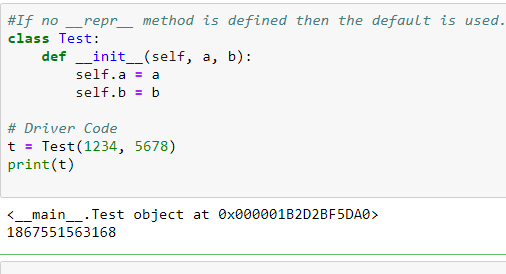 #If no __repr__ method is defined then the default is used.
class Test:
    def __init__(self, a, b):
        self.a = a
        self.b = b
# Driver Code
t = Test(1234, 5678)
print(t)
<__main__.Test object at 0x000001B2D2BF5DA0>
1867551563168